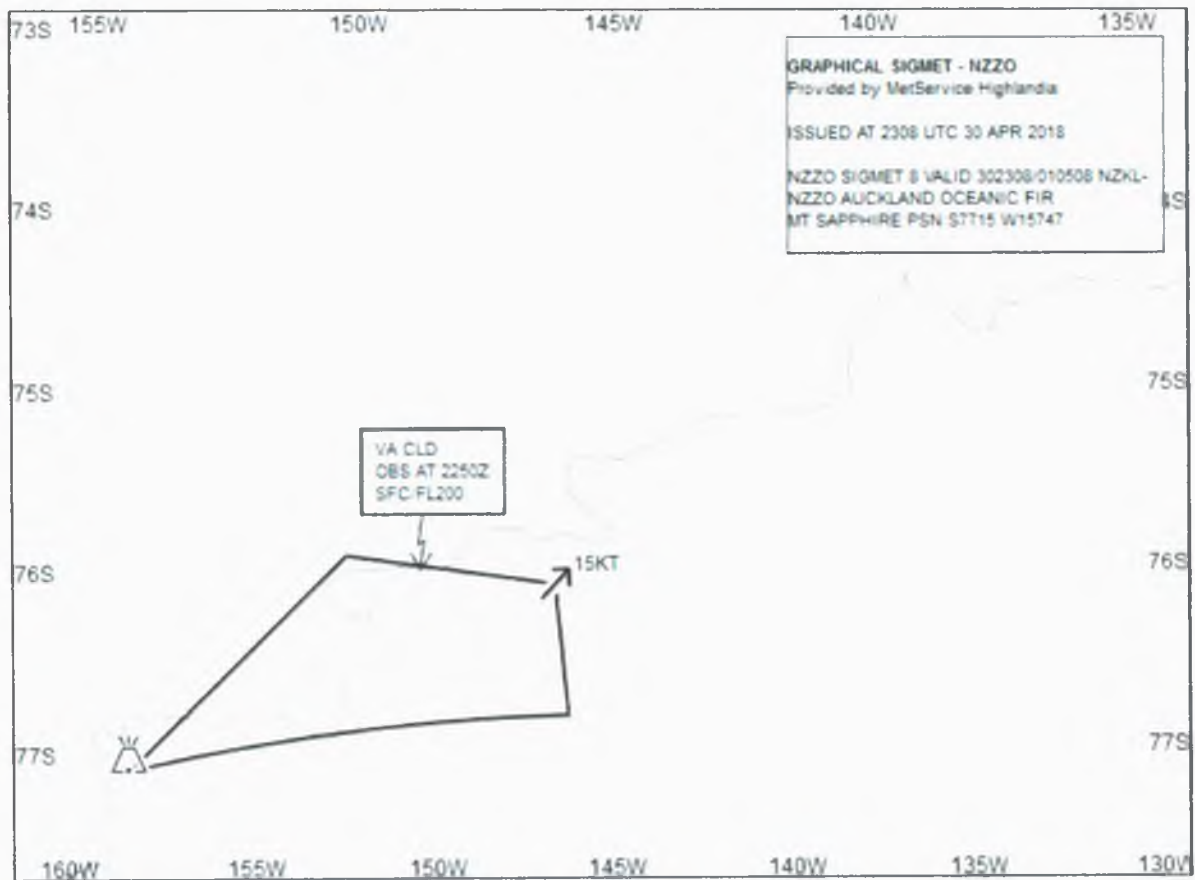 73S 155W 150W 145W 140W 135W
GRAPHICAL SIGMET - NZZO
Provided by MetService Highlandia
ISSUED AT 2308 UTC 30 APR 2018
NZZO SIGMET 8 VALID 302308/010508 NZKL-
NZZO AUCKLAND OCEANIC FIR
MT SAPPHIRE PSN S7715 W15747
74S 4S
75S 75S
VA CLD
OBS AT 2250Z
SFC/FL200
76S 15KT 76S
77S 77S
160W 155W 150W 145W 140W 135W 130W